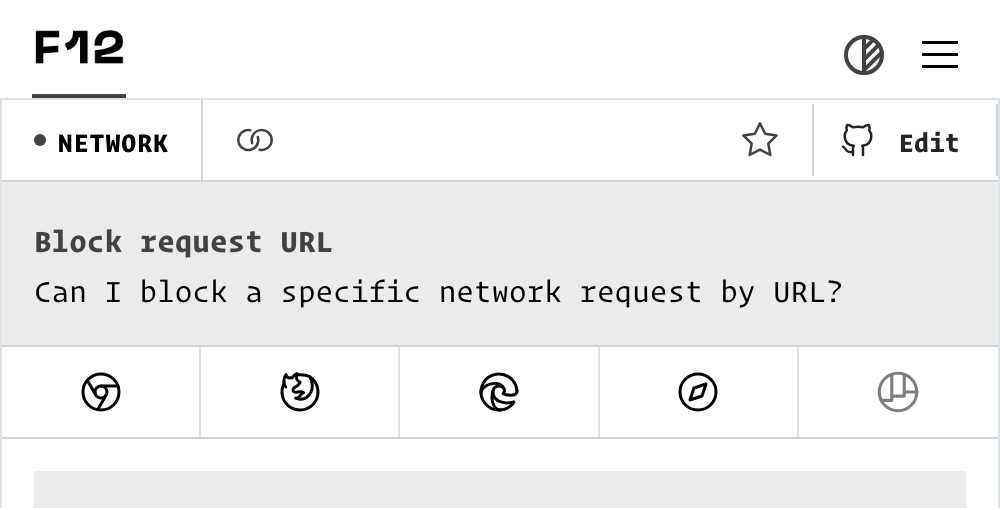 F12
NETWORK
Edit
Block request URL
Can I block a specific network request by URL?